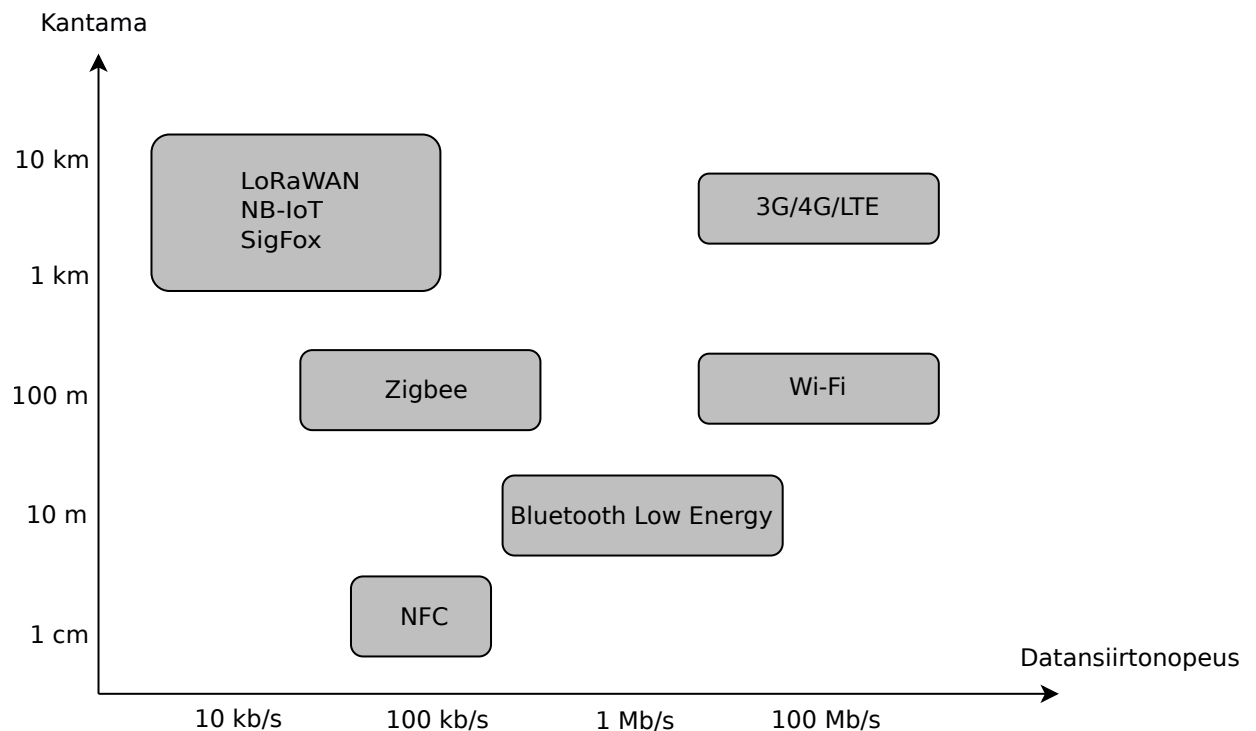 Kantama
10 km
LoRaWAN
NB-IoT
SigFox
3G/4G/LTE
1 km
100 m
Zigbee
Wi-Fi
10 m
Bluetooth Low Energy
NFC
1 cm
Datansiirtonopeus
10 kb/s
100 kb/s
1 Mb/s
100 Mb/s